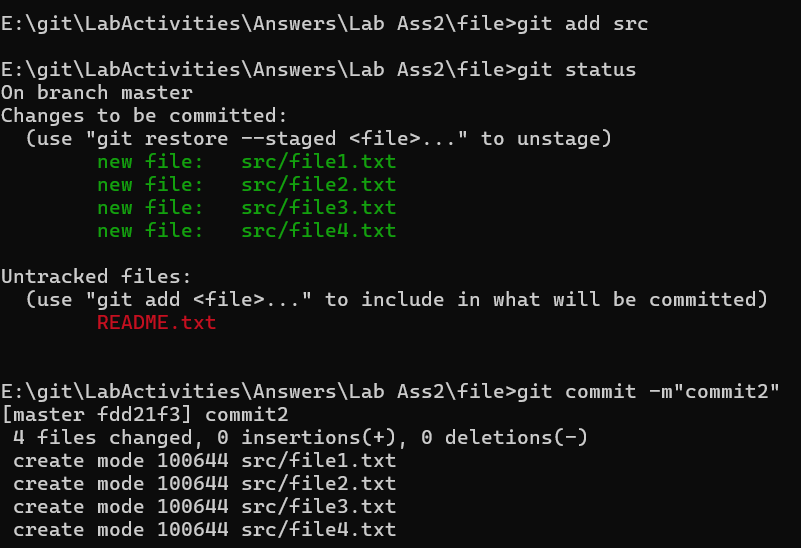 E:\git\LabActivities\Answers\Lab Ass2\file>git add src
E:\git\LabActivities\Answers\Lab Ass2\file>git status
On branch master
Changes to be committed:
  (use "git restore --staged <file>..." to unstage)
        new file:   src/file1.txt
        new file:   src/file2.txt
        new file:   src/file3.txt
        new file:   src/file4.txt
Untracked files:
  (use "git add <file>..." to include in what will be committed)
        README.txt
E:\git\LabActivities\Answers\Lab Ass2\file>git commit -m"commit2"
[master fdd21f3] commit2
 4 files changed, 0 insertions(+), 0 deletions(-)
 create mode 100644 src/file1.txt
 create mode 100644 src/file2.txt
 create mode 100644 src/file3.txt
 create mode 100644 src/file4.txt